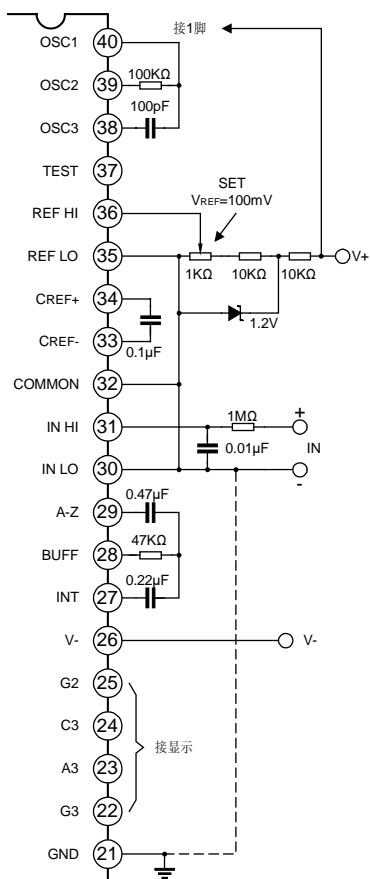 接1脚
OSC1 40
OSC2 39 100KΩ
100pF
OSC3 38
TEST 37
SET
VREF=100mV
REF HI 36
REF LO 35 V+
1KΩ 10KΩ 10KΩ
CREF+ 34
1.2V
CREF- 33
0.1μF
COMMON 32
1MΩ +
IN HI 31
0.01μF IN
IN LO 30
-
0.47μF
A-Z 29
47KΩ
BUFF 28
0.22μF
INT 27
V- 26 V-
G2 25
C3 24
接显示
A3 23
G3 22
GND 21